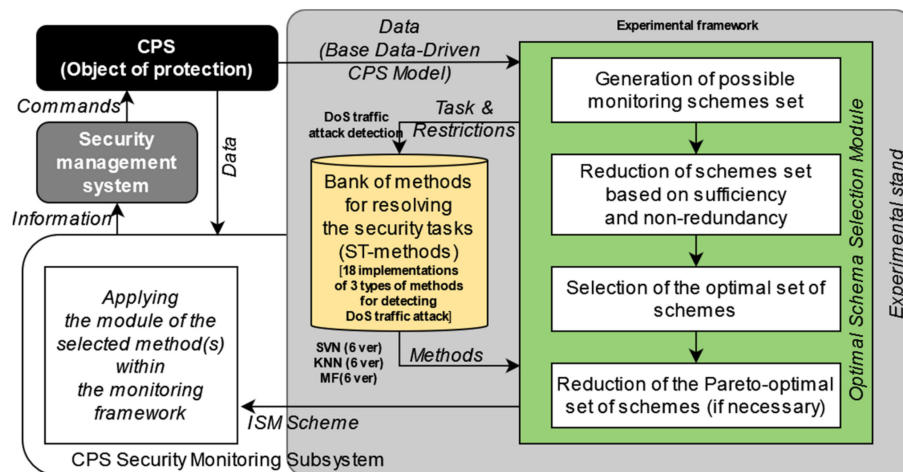 CPS
(Object of protection)
Commands
Security
management
system
Information
Data
Data
(Base Data-Driven
CPS Model)
Experimental framework
Task &
Restrictions
DoS traffic
attack detection
Bank of methods
for resolving
the security tasks
(ST-methods)
[18 implementations
of 3 types of methods
for detecting
DoS traffic attack]
SVN (6 ver)
KNN (6 ver)
MF(6 ver)
Methods
Generation of possible
monitoring schemes set
Reduction of schemes set
based on sufficiency
and non-redundancy
Selection of the optimal set of
schemes
Reduction of the Pareto-optimal
set of schemes (if necessary)
Optimal Schema Selection Module
Experimental stand
Applying
the module of the
selected method(s)
within
the monitoring
framework
ISM Scheme
CPS Security Monitoring Subsystem